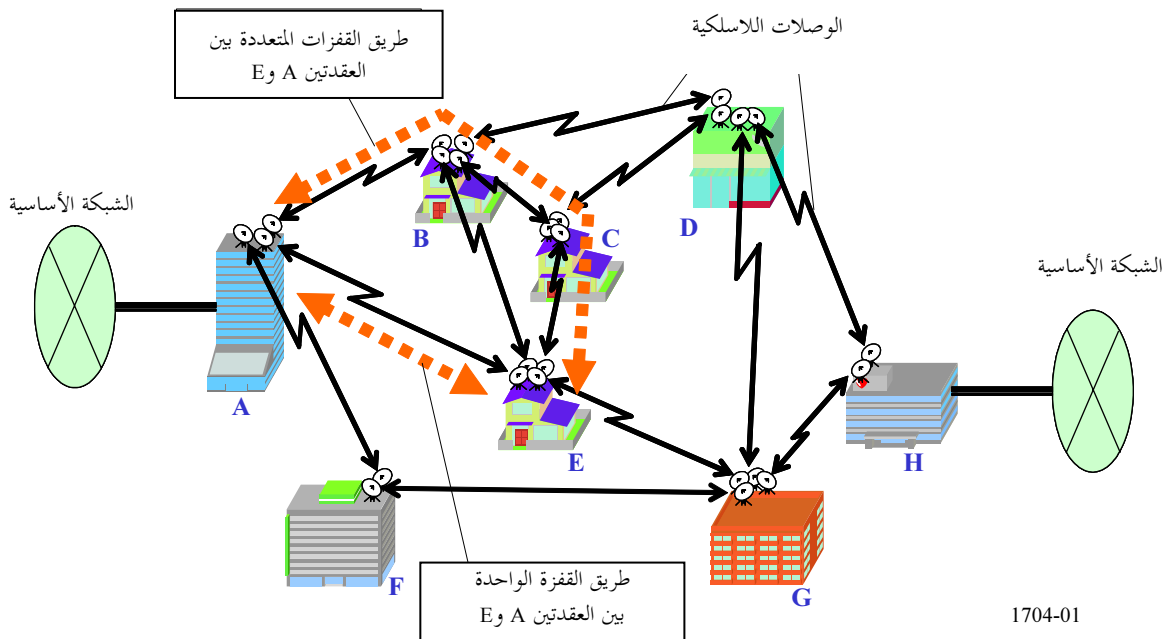 الوصلات اللاسلكية
طريق القفزات المتعددة بين
العقدتين A وE
الشبكة الأساسية
الشبكة الأساسية
B
C
D
A
E
H
F
G
طريق القفزة الواحدة
بين العقدتين A وE
1704-01